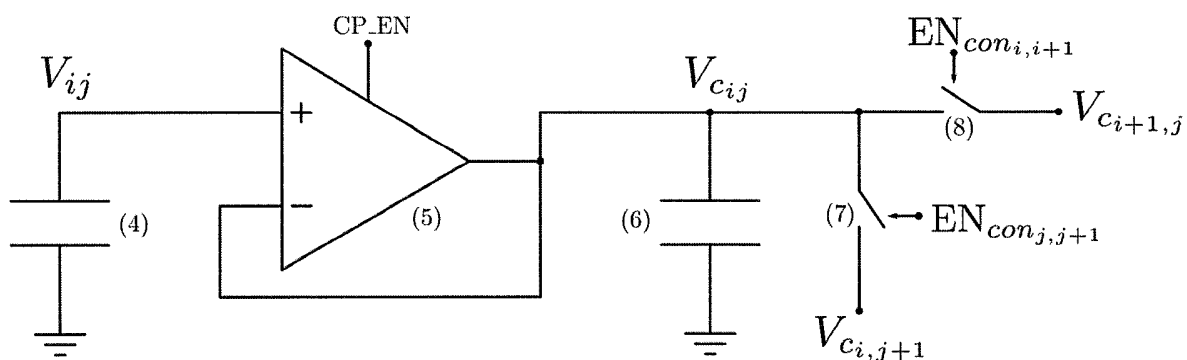 CP_EN
EN_{con_{i,i+1}}
V_{ij}
V_{c_{ij}}
+
(8)
V_{c_{i+1,j}}
(4)
−
(5)
(6)
(7)
EN_{con_{j,j+1}}
V_{c_{i,j+1}}